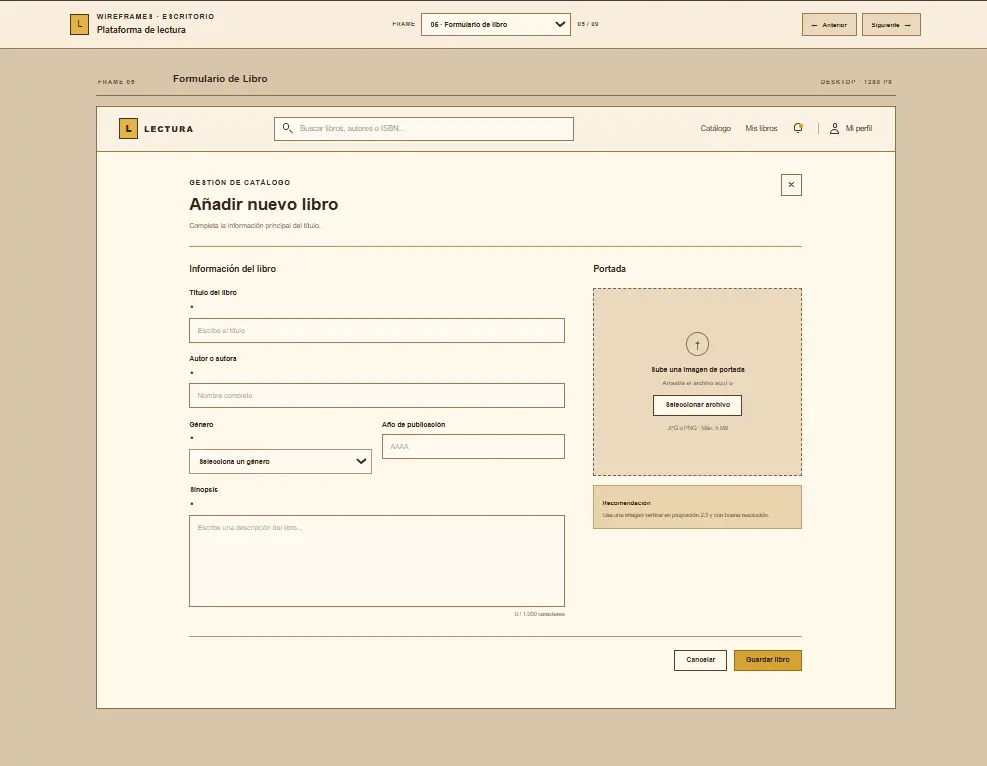 L
WIREFRAMES · ESCRITORIO
Plataforma de lectura
FRAME
05 · Formulario de libro
05 / 09
← Anterior
Siguiente →
FRAME 05
Formulario de Libro
DESKTOP · 1280 PX
L LECTURA
Buscar libros, autores o ISBN...
Catálogo
Mis libros
Mi perfil
GESTIÓN DE CATÁLOGO
Añadir nuevo libro
×
Completa la información principal del título.
Información del libro
Título del libro
*
Escribe el título
Autor o autora
*
Nombre completo
Género
*
Selecciona un género
Año de publicación
AAAA
Sinopsis
*
Escribe una descripción del libro...
0 / 1.000 caracteres
Portada
↑
Sube una imagen de portada
Arrastra el archivo aquí o
Seleccionar archivo
JPG o PNG · Máx. 5 MB
Recomendación
Usa una imagen vertical en proporción 2:3 y con buena resolución.
Cancelar
Guardar libro